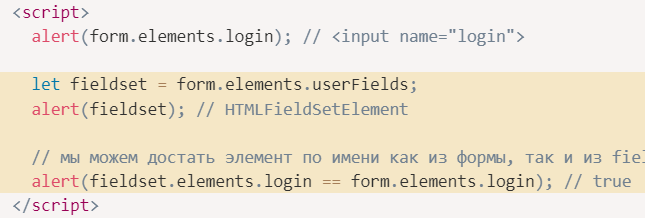 <script>
alert(form.elements.login); // <input name="login">
let fieldset = form.elements.userFields;
alert(fieldset); // HTMLFieldSetElement
// мы можем достать элемент по имени как из формы, так и из fiel
alert(fieldset.elements.login == form.elements.login); // true
</script>